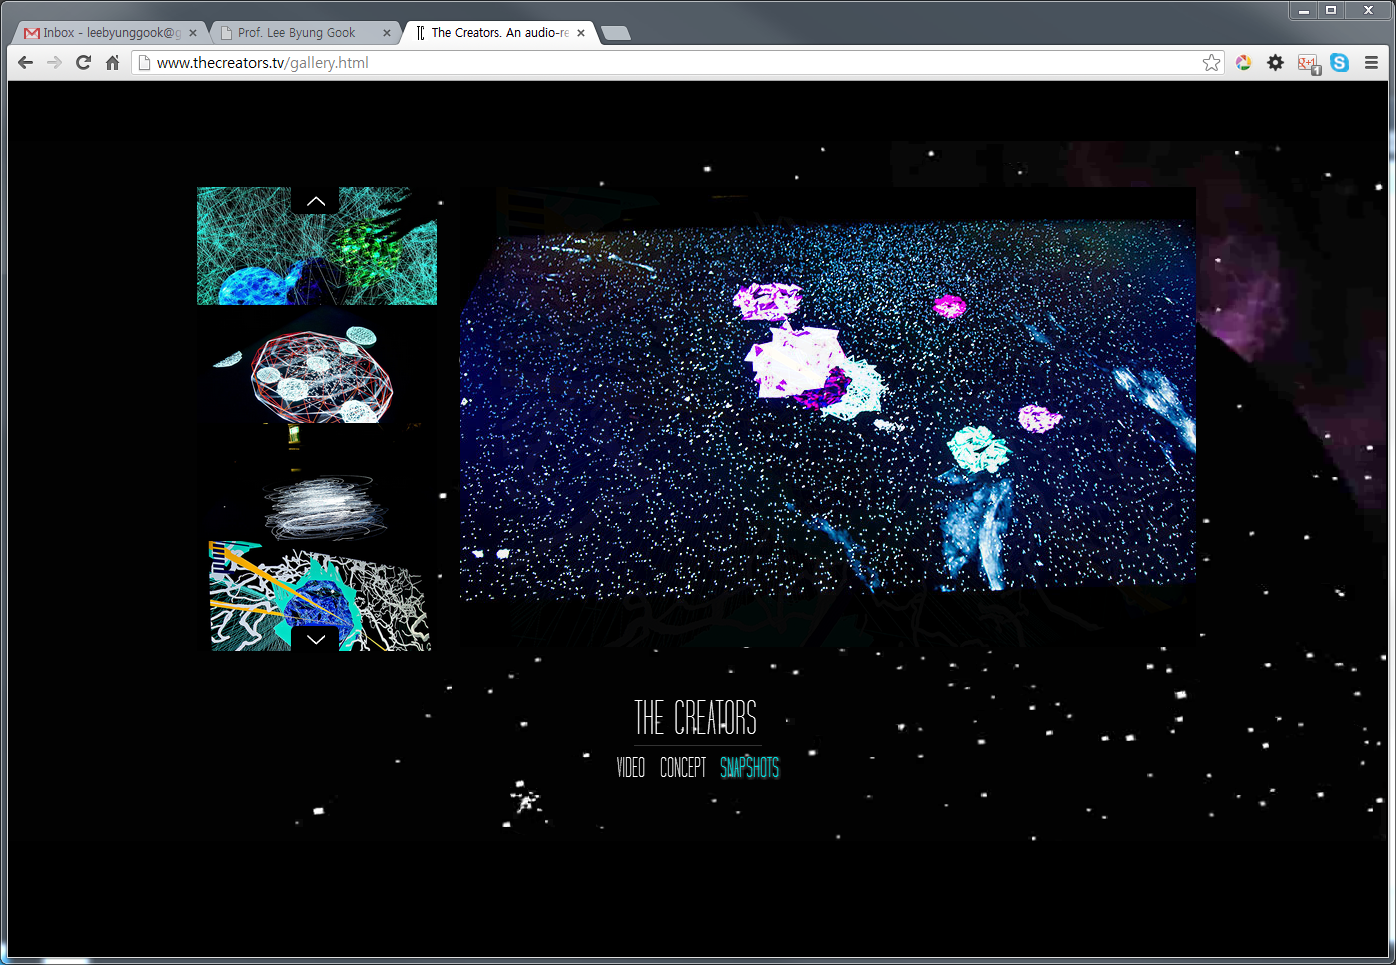 Inbox - leebyunggook@g
Prof. Lee Byung Gook
The Creators. An audio-re
www.thecreators.tv/gallery.html
THE CREATORS
VIDEO CONCEPT SNAPSHOTS